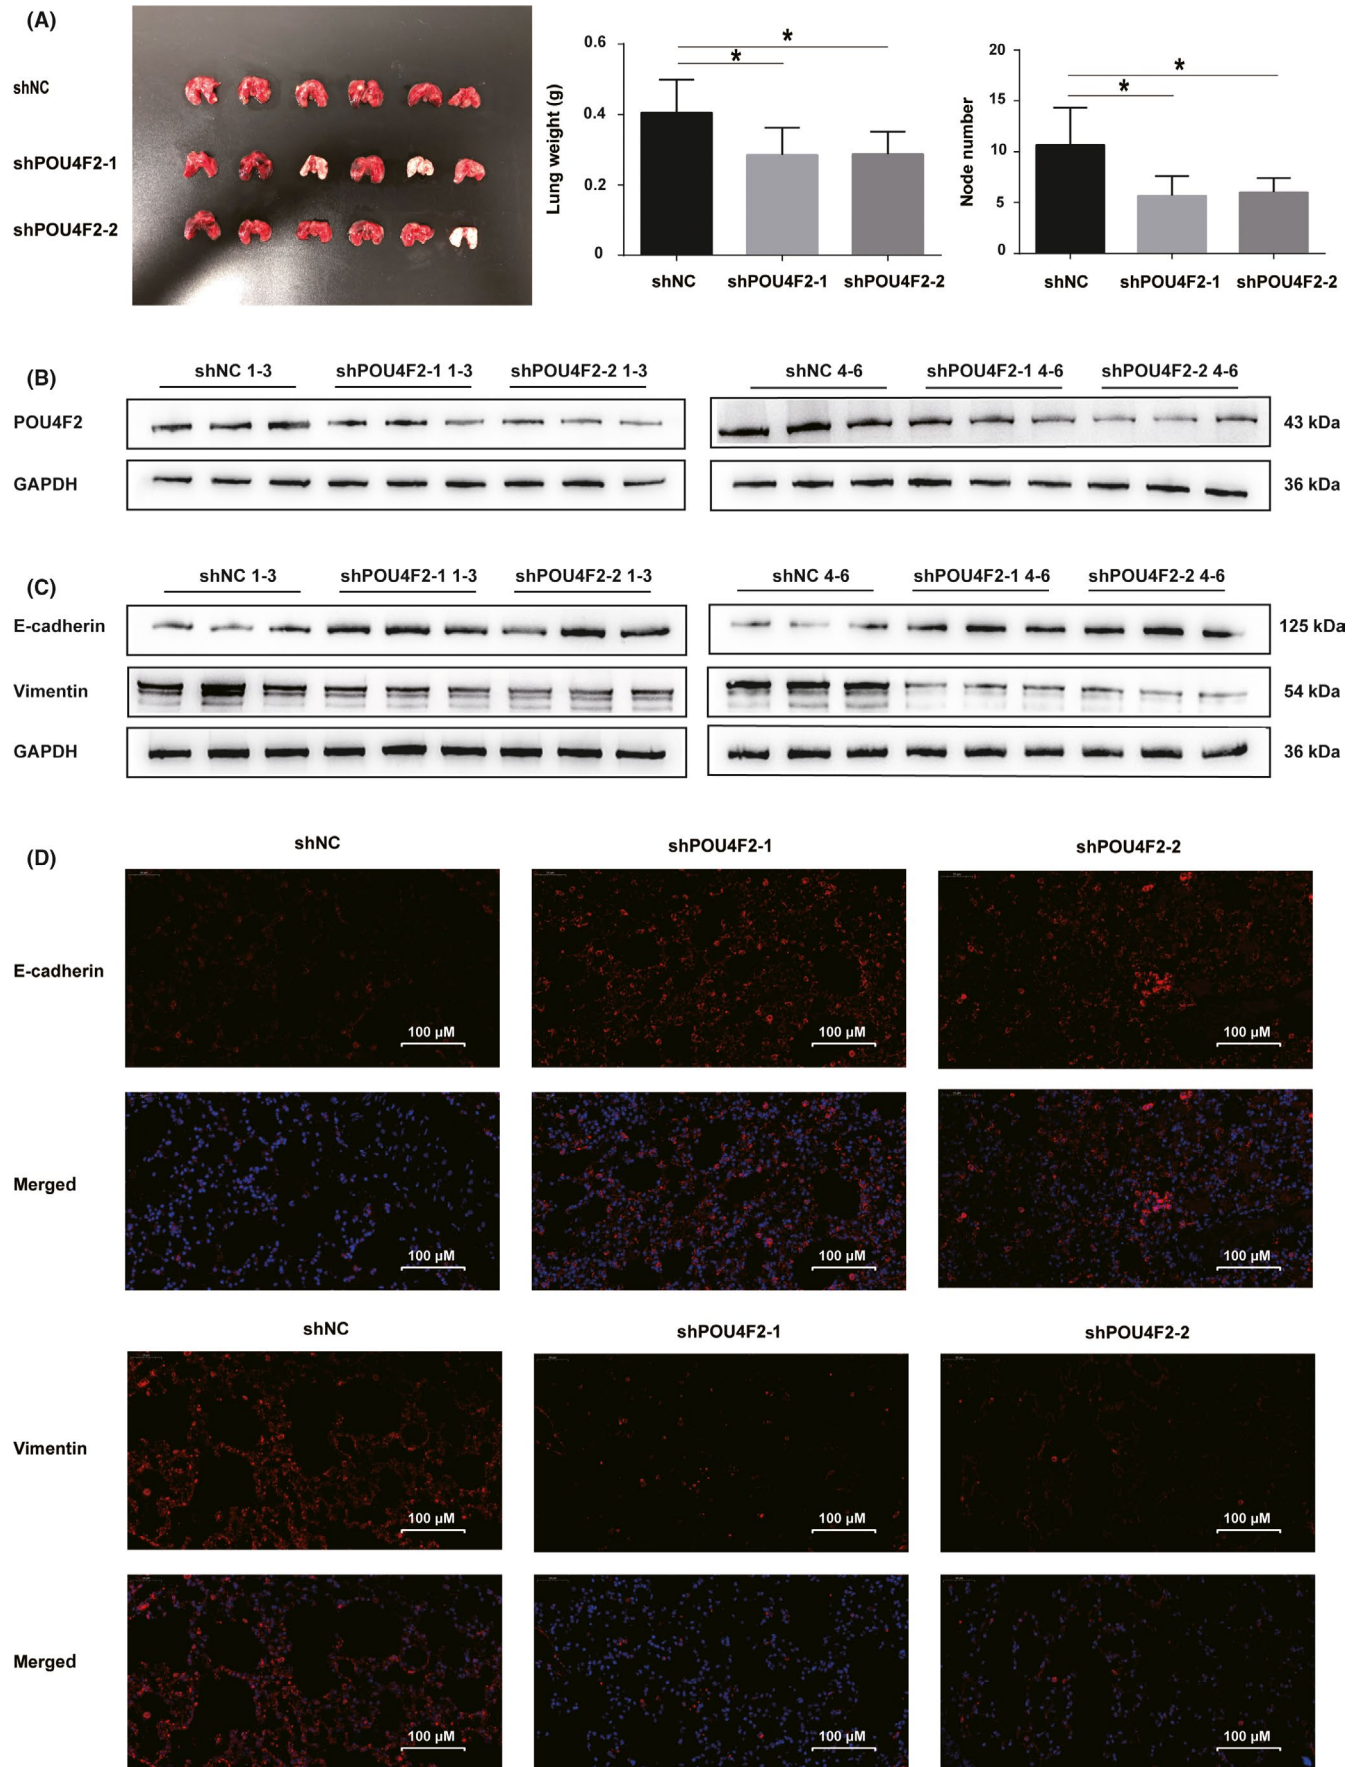 (A)
shNC
shPOU4F2-1
shPOU4F2-2
Lung weight (g)
0.6
0.4
0.2
0
*
*
shNC shPOU4F2-1 shPOU4F2-2
Node number
20
15
10
5
0
*
*
shNC shPOU4F2-1 shPOU4F2-2
(B)
shNC 1-3 shPOU4F2-1 1-3 shPOU4F2-2 1-3 shNC 4-6 shPOU4F2-1 4-6 shPOU4F2-2 4-6
POU4F2 43 kDa
GAPDH 36 kDa
(C)
shNC 1-3 shPOU4F2-1 1-3 shPOU4F2-2 1-3 shNC 4-6 shPOU4F2-1 4-6 shPOU4F2-2 4-6
E-cadherin 125 kDa
Vimentin 54 kDa
GAPDH 36 kDa
(D)
shNC shPOU4F2-1 shPOU4F2-2
E-cadherin
100 µM 100 µM 100 µM
Merged
100 µM 100 µM 100 µM
shNC shPOU4F2-1 shPOU4F2-2
Vimentin
100 µM 100 µM 100 µM
Merged
100 µM 100 µM 100 µM